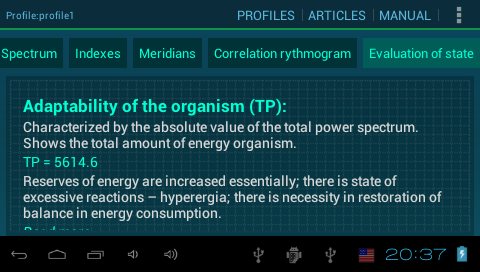 Profile:profile1
PROFILES
ARTICLES
MANUAL
Spectrum
Indexes
Meridians
Correlation rythmogram
Evaluation of state
Adaptability of the organism (TP):
Characterized by the absolute value of the total power spectrum.
Shows the total amount of energy organism.
TP = 5614.6
Reserves of energy are increased essentially; there is state of
excessive reactions – hyperergia; there is necessity in restoration of
balance in energy consumption.
Read more
20:37